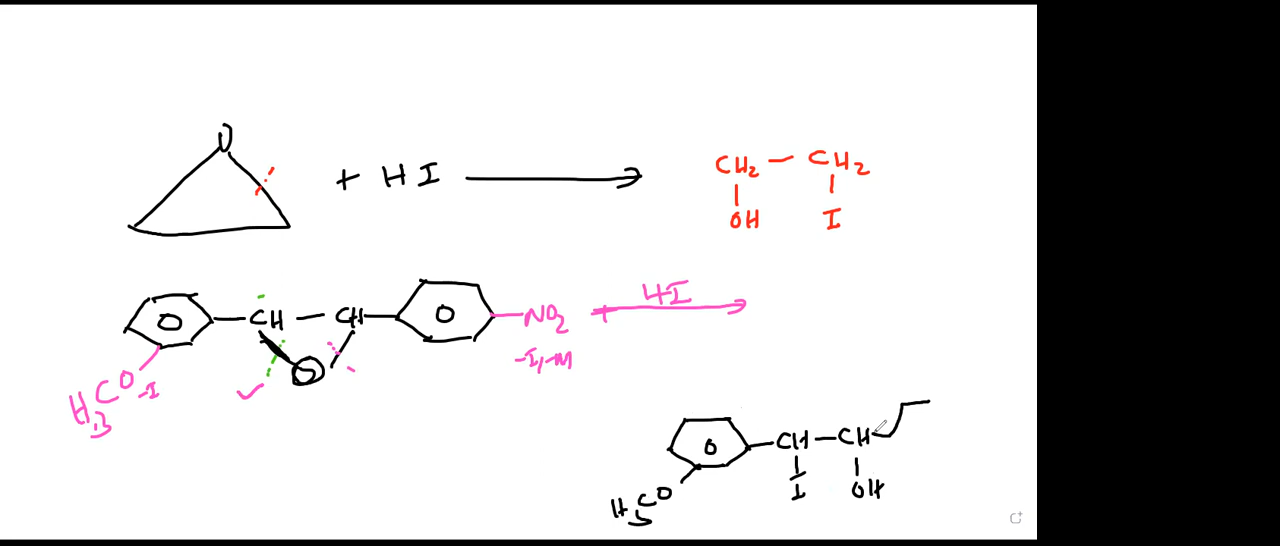 O + HI ⟶ CH₂ — CH₂
OH I
O CH — CH O NO₂ + HI ⟶
O
H₃CO -I -I, -M
O CH — CH
H₃CO I OH